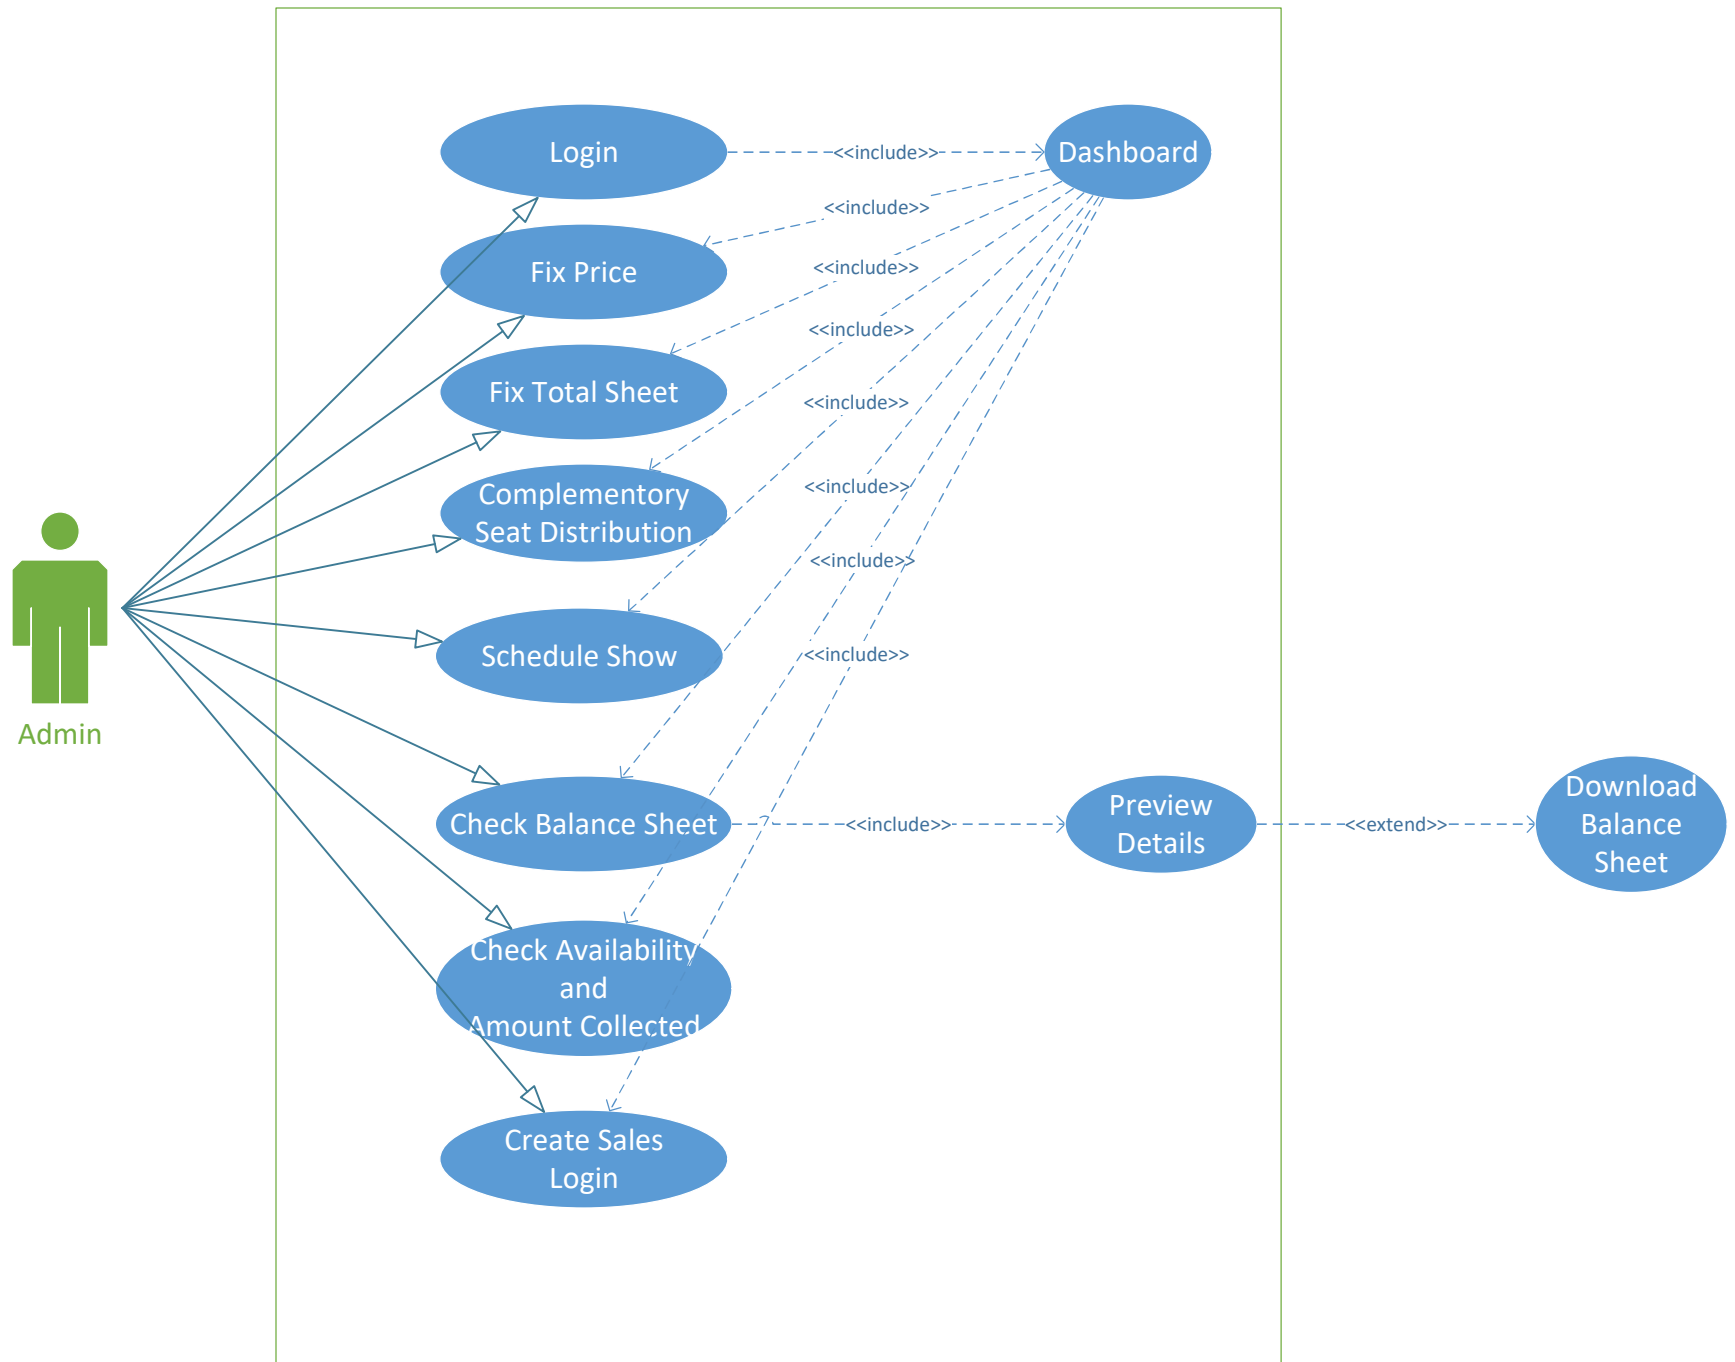 Login
<<include>>
Dashboard
<<include>>
Fix Price
<<include>>
<<include>>
Fix Total Sheet
<<include>>
Complementory
Seat Distribution
<<include>>
<<include>>
Schedule Show
<<include>>
Admin
Check Balance Sheet
<<include>>
Preview
Details
<<extend>>
Download
Balance
Sheet
Check Availability
and
Amount Collected
Create Sales
Login